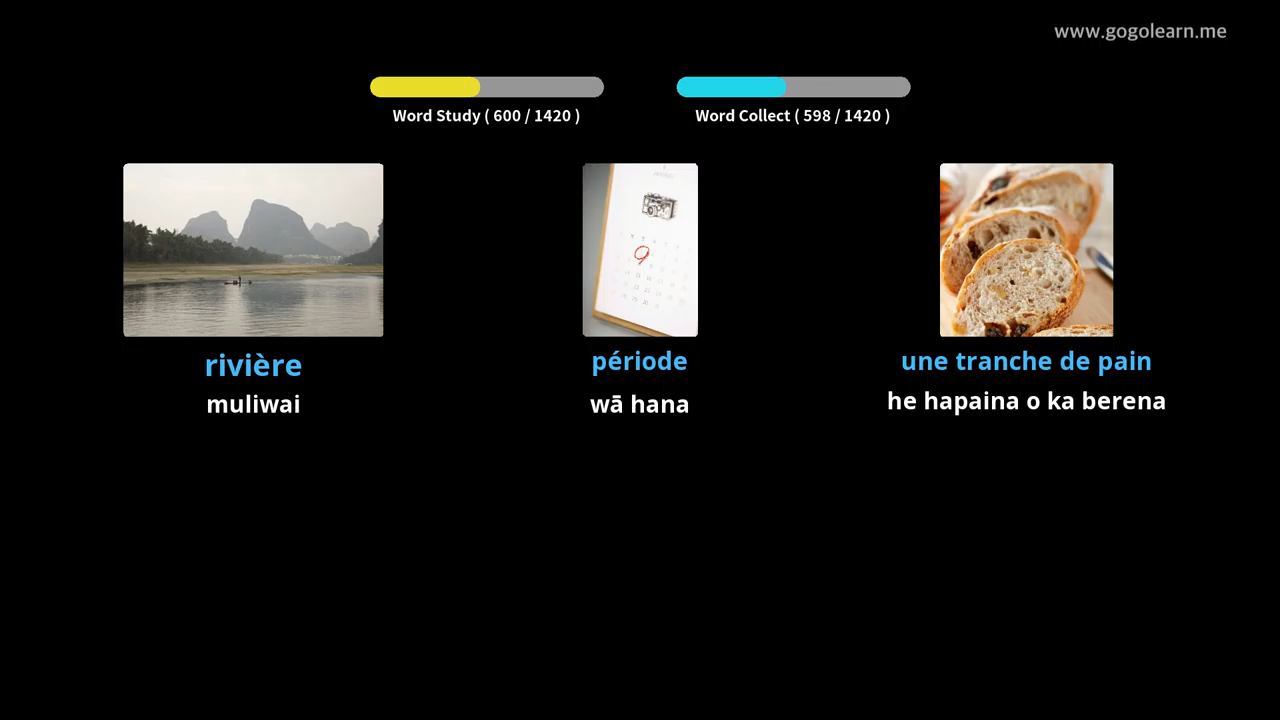 www.gogolearn.me
Word Study ( 600 / 1420 )
Word Collect ( 598 / 1420 )
rivière
muliwai
période
wā hana
une tranche de pain
he hapaina o ka berena